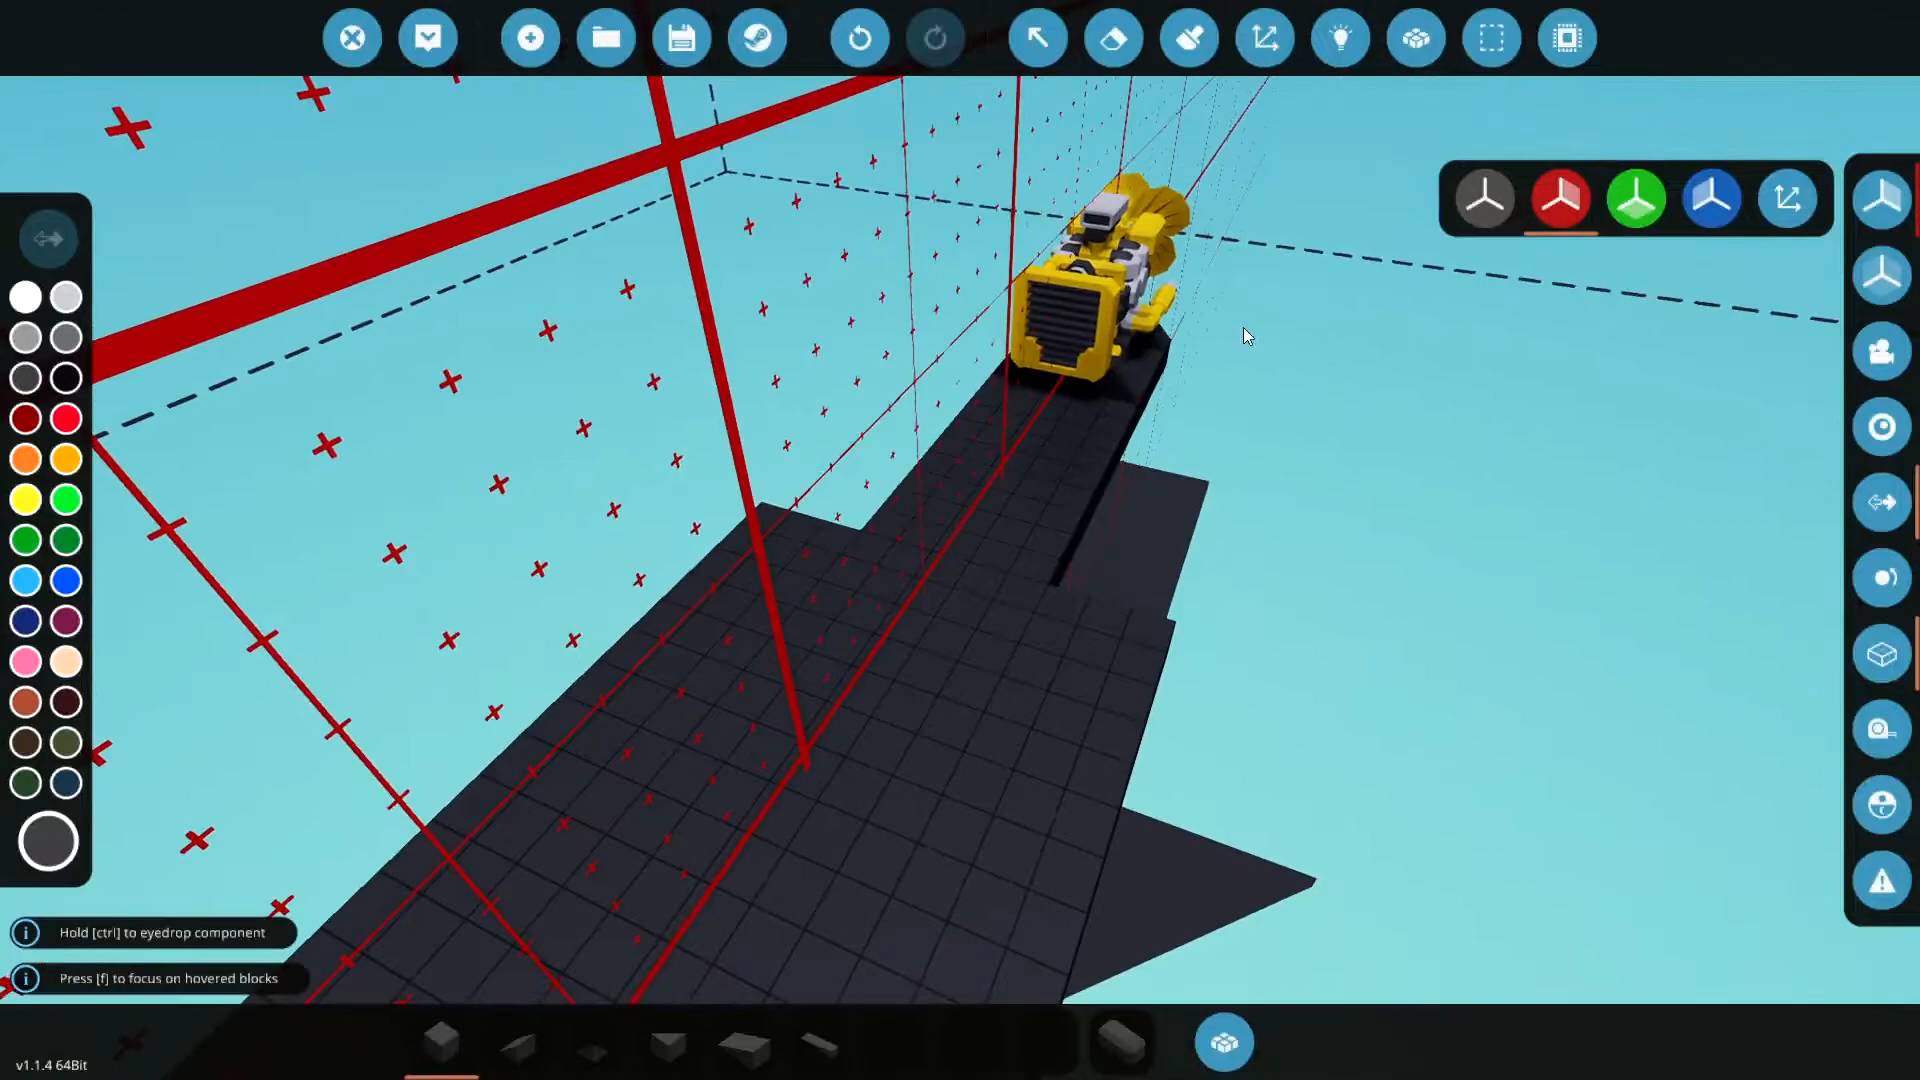 Hold [ctrl] to eyedrop component
Press [f] to focus on hovered blocks
v1.1.4 64Bit